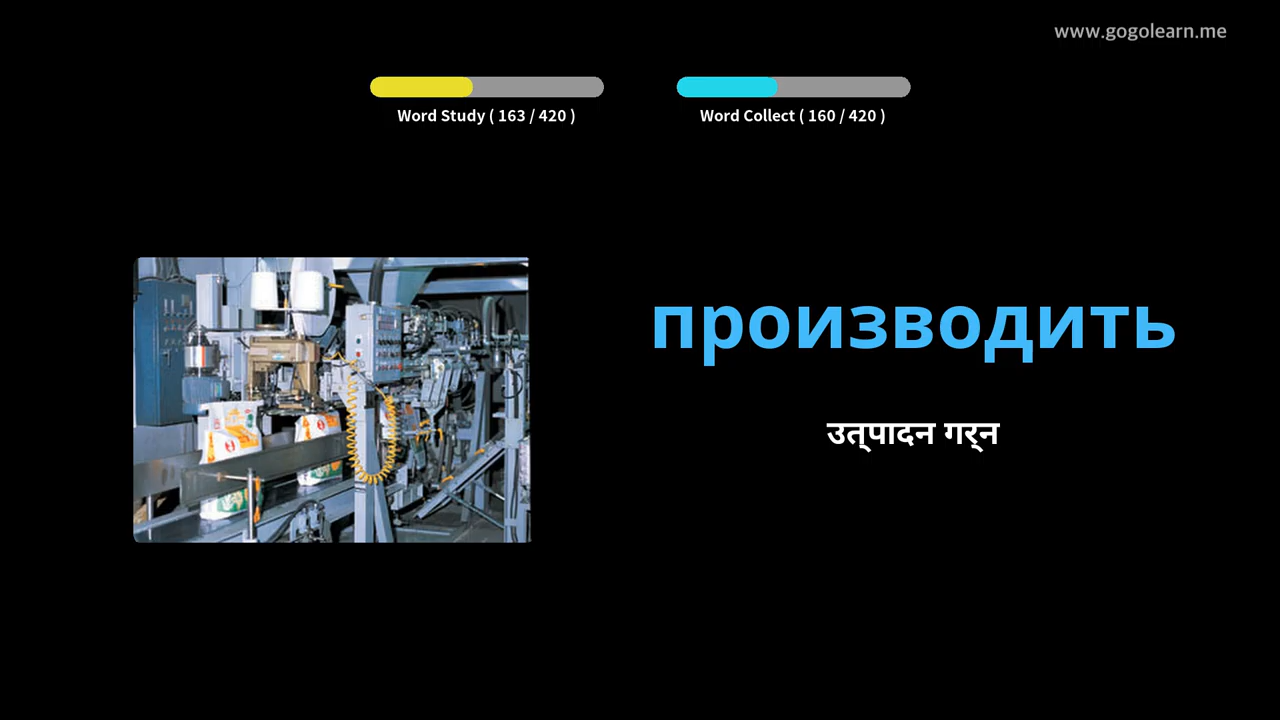 www.gogolearn.me
Word Study ( 163 / 420 )
Word Collect ( 160 / 420 )
производить
उत्पादन गर्न